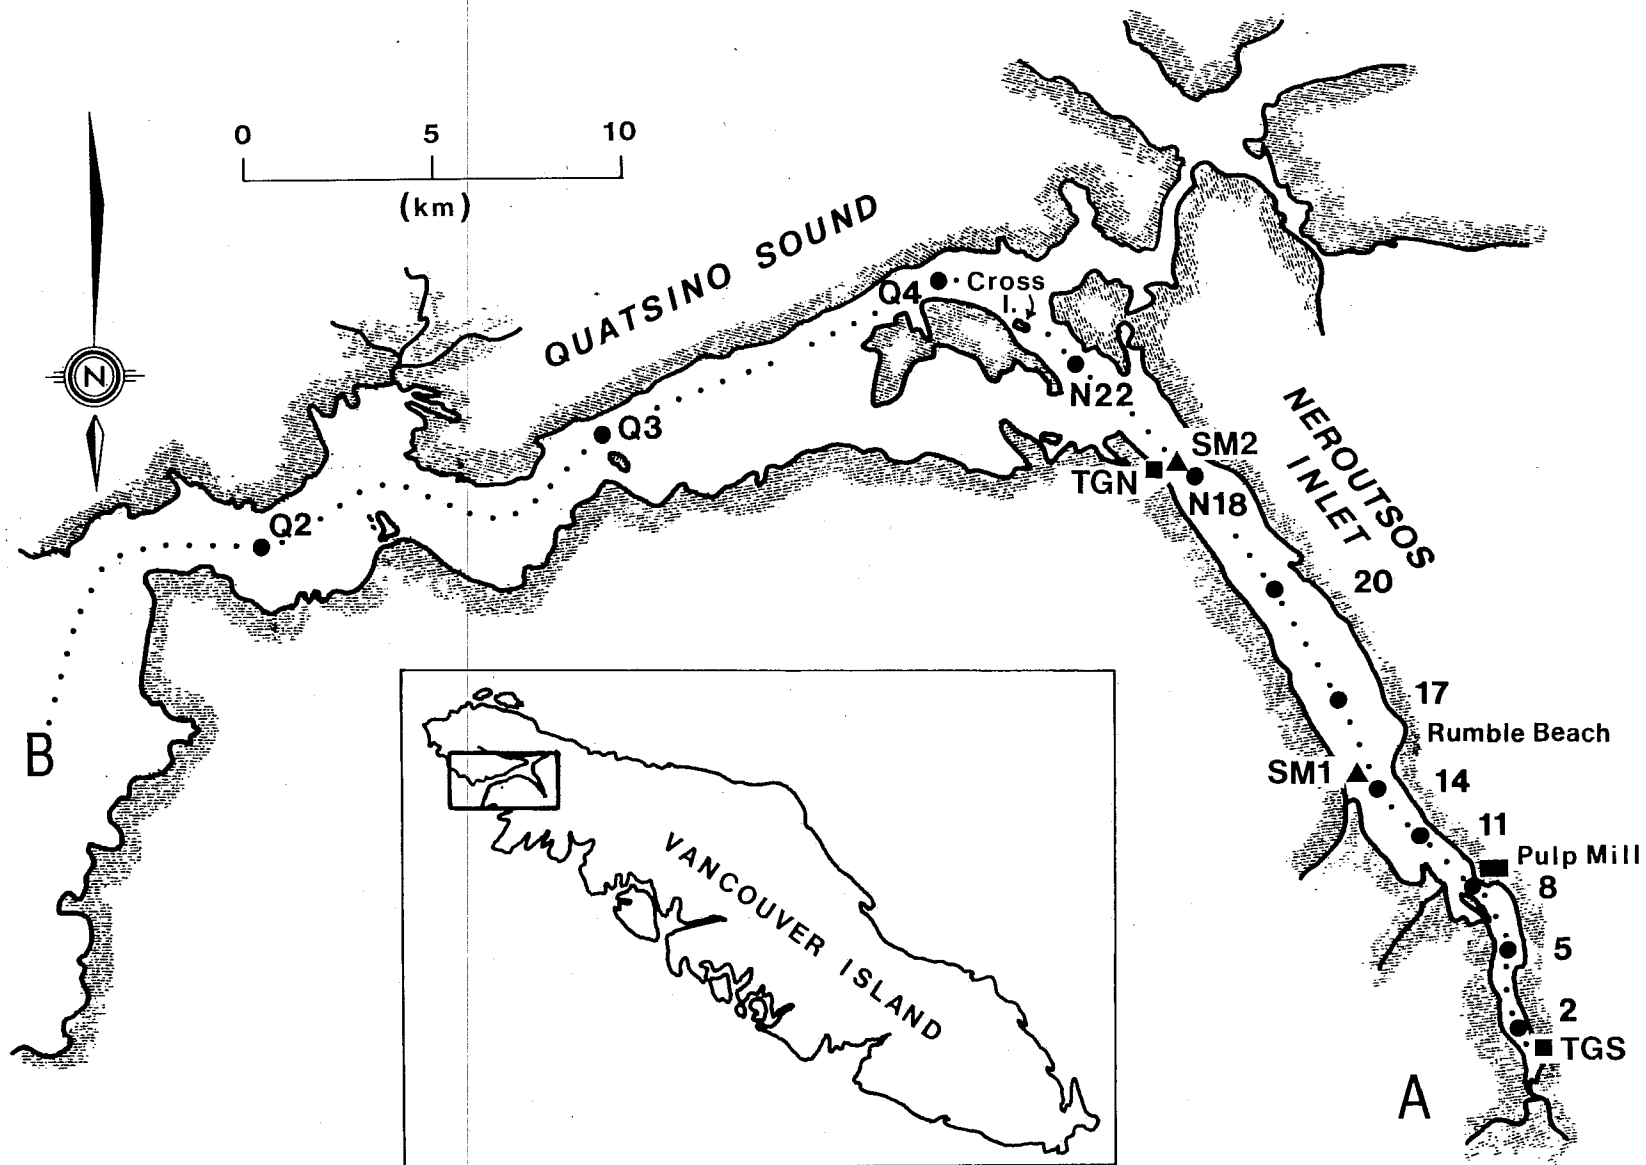 0 5 10
(km)
QUATSINO SOUND
N
Q4
Cross
I.
N22
Q3
SM2
TGN
N18
NEROUTSOS
INLET
Q2
20
17
Rumble Beach
B
SM1
14
11
Pulp Mill
8
VANCOUVER ISLAND
5
2
TGS
A